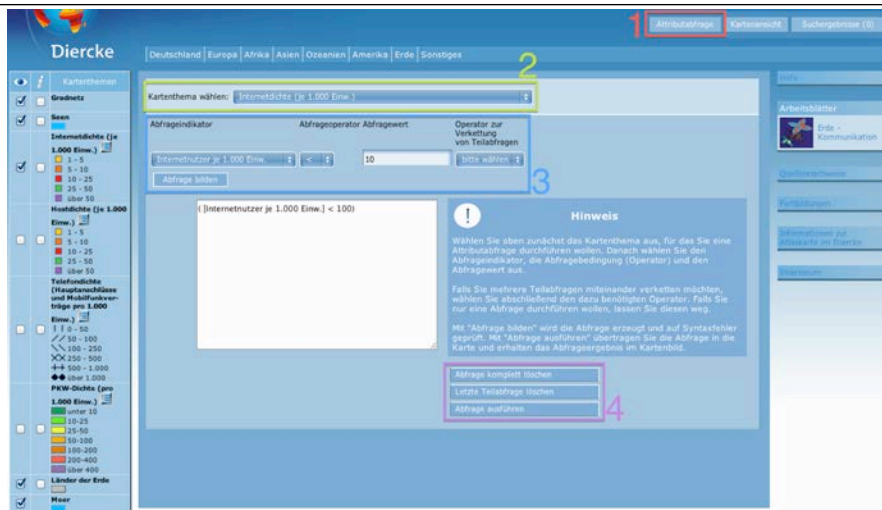 1
Attributabfrage Kartenansicht Suchergebnisse (0)
Diercke
Deutschland Europa Afrika Asien Ozeanien Amerika Erde Sonstiges
2
Kartenthemen
Gradnetz
Seen
Internetdichte (je
1.000 Einw.)
1 - 5
5 - 10
10 - 25
25 - 50
über 50
Hostdichte (je 1.000
Einw.)
1 - 5
5 - 10
10 - 25
25 - 50
über 50
Telefondichte
(Hauptanschlüsse
und Mobilfunkver-
träge pro 1.000
Einw.)
0 - 50
50 - 100
100 - 250
250 - 500
500 - 1.000
über 1.000
PKW-Dichte (pro
1.000 Einw.)
unter 10
10-25
25-50
50-100
100-200
200-400
über 400
Länder der Erde
Meer
Kartenthema wählen: Internetdichte (je 1.000 Einw.)
Abfrageindikator Abfrageoperator Abfragewert Operator zur
Verkettung
von Teilabfragen
Internetnutzer je 1.000 Einw. < 10 bitte wählen
Abfrage bilden
3
( [Internetnutzer je 1.000 Einw.] < 100)
! Hinweis
Wählen Sie oben zunächst das Kartenthema aus, für das Sie eine
Attributabfrage durchführen wollen. Danach wählen Sie den
Abfrageindikator, die Abfragebedingung (Operator) und den
Abfragewert aus.
Falls Sie mehrere Teilabfragen miteinander verketten möchten,
wählen Sie abschließend den dazu benötigten Operator. Falls Sie
nur eine Abfrage durchführen wollen, lassen Sie diesen weg.
Mit "Abfrage bilden" wird die Abfrage erzeugt und auf Syntaxfehler
geprüft. Mit "Abfrage ausführen" übertragen Sie die Abfrage in die
Karte und erhalten das Abfrageergebnis im Kartenbild.
Abfrage komplett löschen
Letzte Teilabfrage löschen
Abfrage ausführen
4
Hilfe
Arbeitsblätter
Erde -
Kommunikation
Quellennachweise
Fortbildungen
Informationen zur
Atlaskarte im Diercke
Impressum